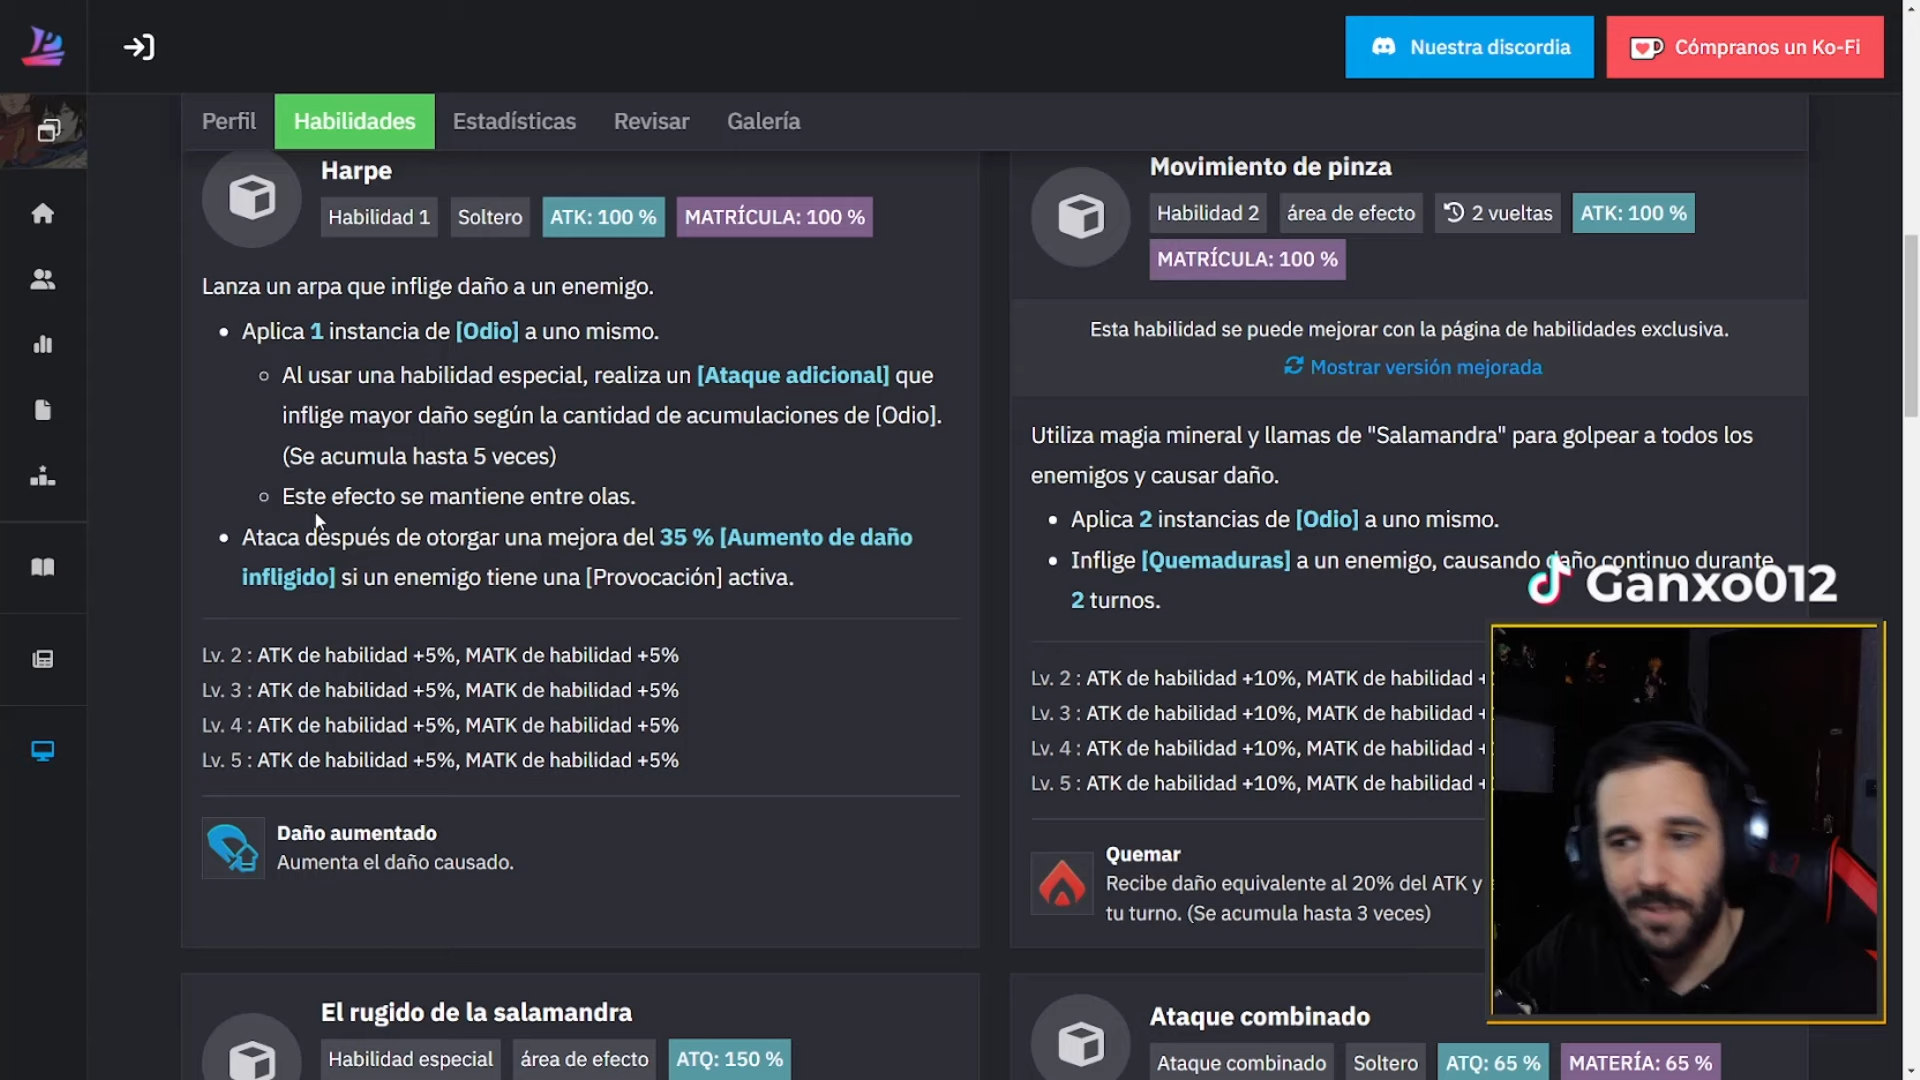 Nuestra discordia
Cómpranos un Ko-Fi
Perfil
Habilidades
Estadísticas
Revisar
Galería
Harpe
Habilidad 1
Soltero
ATK: 100 %
MATRÍCULA: 100 %
Lanza un arpa que inflige daño a un enemigo.
Aplica 1 instancia de [Odio] a uno mismo.
Al usar una habilidad especial, realiza un [Ataque adicional] que
inflige mayor daño según la cantidad de acumulaciones de [Odio].
(Se acumula hasta 5 veces)
Este efecto se mantiene entre olas.
Ataca después de otorgar una mejora del 35 % [Aumento de daño
infligido] si un enemigo tiene una [Provocación] activa.
Lv. 2 : ATK de habilidad +5%, MATK de habilidad +5%
Lv. 3 : ATK de habilidad +5%, MATK de habilidad +5%
Lv. 4 : ATK de habilidad +5%, MATK de habilidad +5%
Lv. 5 : ATK de habilidad +5%, MATK de habilidad +5%
Daño aumentado
Aumenta el daño causado.
Movimiento de pinza
Habilidad 2
área de efecto
2 vueltas
ATK: 100 %
MATRÍCULA: 100 %
Esta habilidad se puede mejorar con la página de habilidades exclusiva.
Mostrar versión mejorada
Utiliza magia mineral y llamas de "Salamandra" para golpear a todos los
enemigos y causar daño.
Aplica 2 instancias de [Odio] a uno mismo.
Inflige [Quemaduras] a un enemigo, causando daño continuo durante
2 turnos.
Ganxo012
Lv. 2 : ATK de habilidad +10%, MATK de habilidad +
Lv. 3 : ATK de habilidad +10%, MATK de habilidad +
Lv. 4 : ATK de habilidad +10%, MATK de habilidad +
Lv. 5 : ATK de habilidad +10%, MATK de habilidad +
Quemar
Recibe daño equivalente al 20% del ATK y
tu turno. (Se acumula hasta 3 veces)
El rugido de la salamandra
Habilidad especial
área de efecto
ATQ: 150 %
Ataque combinado
Ataque combinado
Soltero
ATQ: 65 %
MATERÍA: 65 %